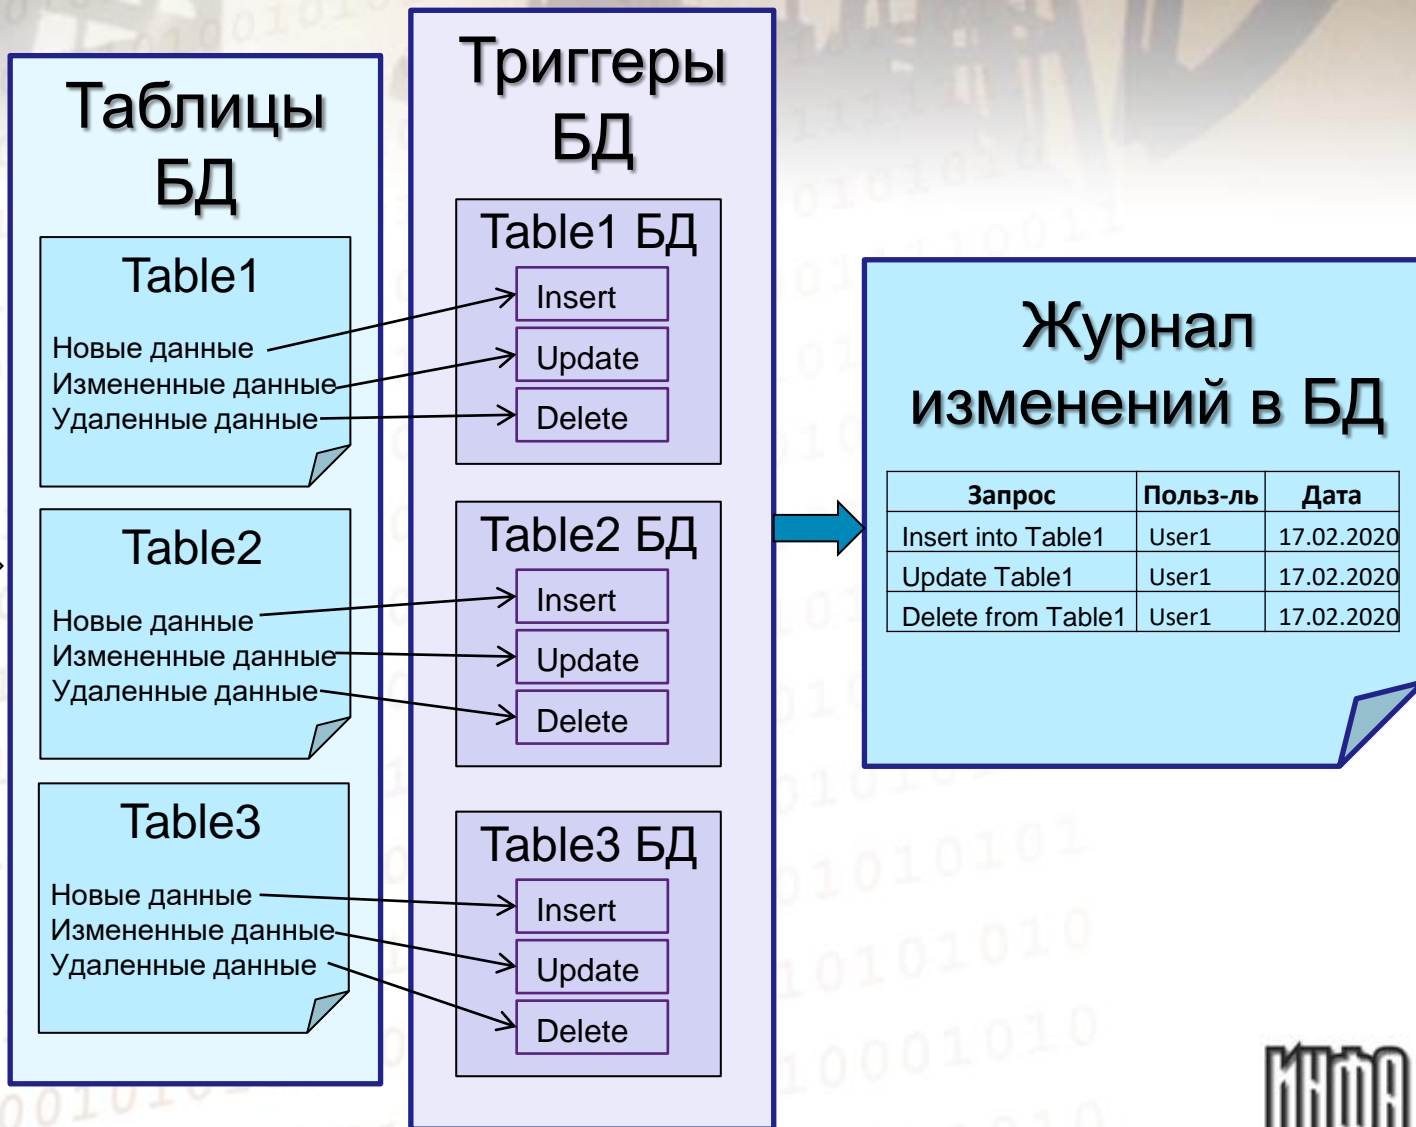 Таблицы
БД
Table1
Новые данные
Измененные данные
Удаленные данные
Table2
Новые данные
Измененные данные
Удаленные данные
Table3
Новые данные
Измененные данные
Удаленные данные
Триггеры
БД
Table1 БД
Insert
Update
Delete
Table2 БД
Insert
Update
Delete
Table3 БД
Insert
Update
Delete
Журнал
изменений в БД
Запрос Польз-ль Дата
Insert into Table1 User1 17.02.2020
Update Table1 User1 17.02.2020
Delete from Table1 User1 17.02.2020
ИНФО